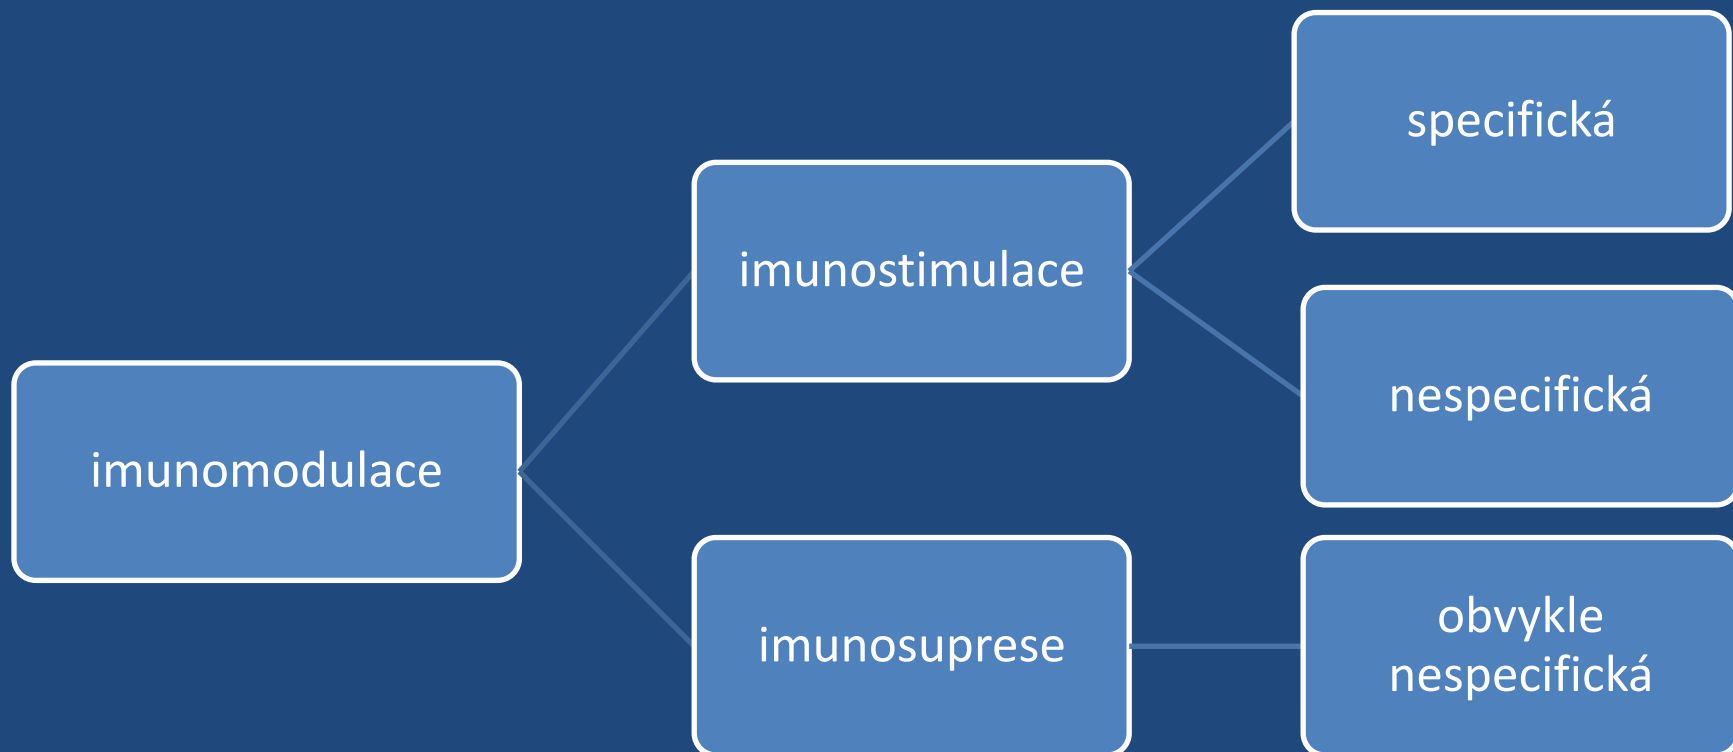 imunomodulace
imunostimulace
specifická
nespecifická
imunosuprese
obvykle
nespecifická